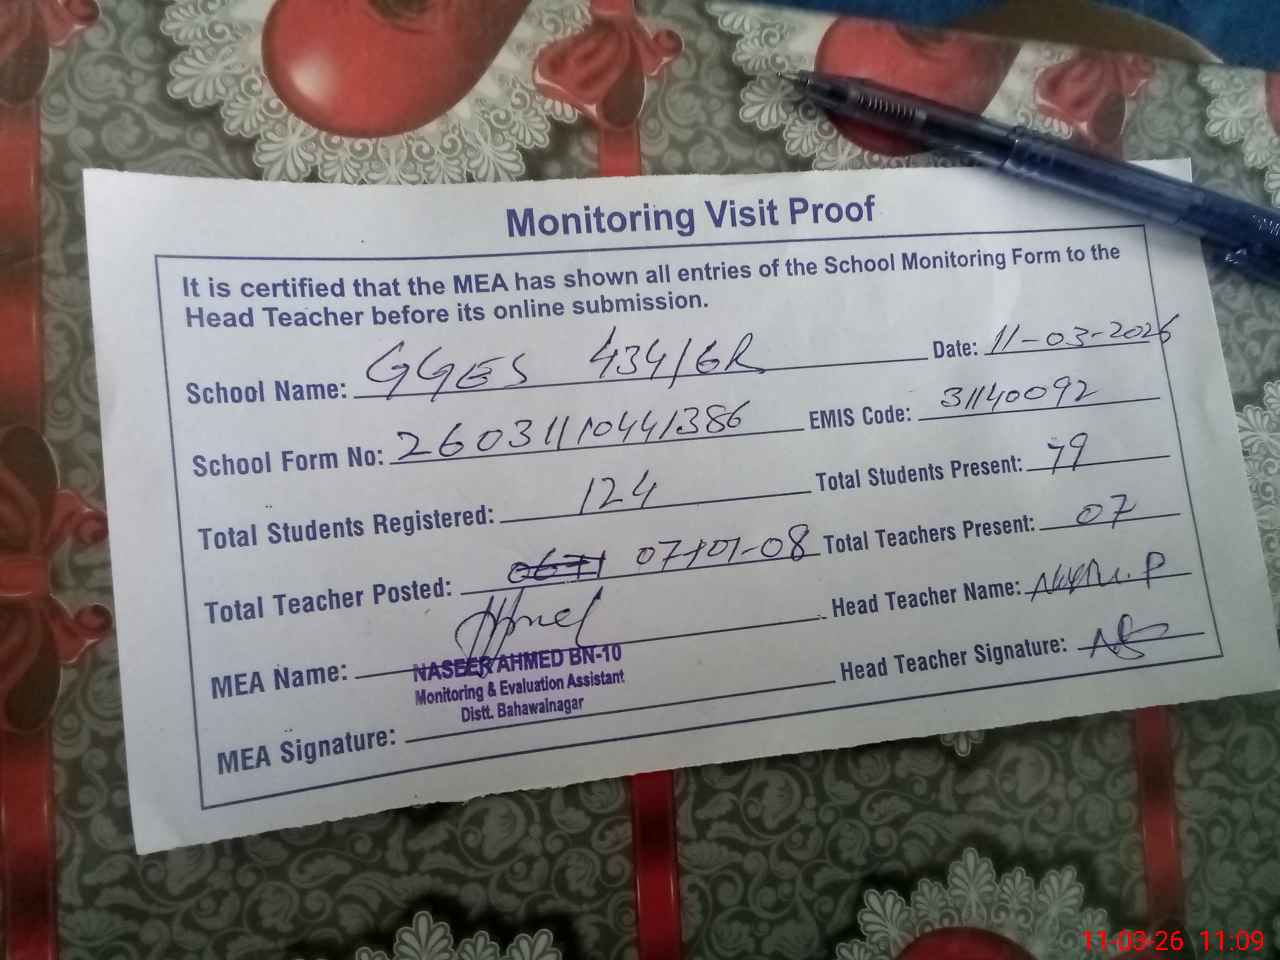 Monitoring Visit Proof
It is certified that the MEA has shown all entries of the School Monitoring Form to the
Head Teacher before its online submission.
School Name: GGES 434/6R Date: 11-03-2026
School Form No: 26031110441386 EMIS Code: 31140092
Total Students Registered: 124 Total Students Present: 79
Total Teacher Posted: 07+01-08 Total Teachers Present: 07
MEA Name: Head Teacher Name:
NASEER AHMED BN-10
Monitoring & Evaluation Assistant
Distt. Bahawalnagar
MEA Signature: Head Teacher Signature:
11-03-26 11:09